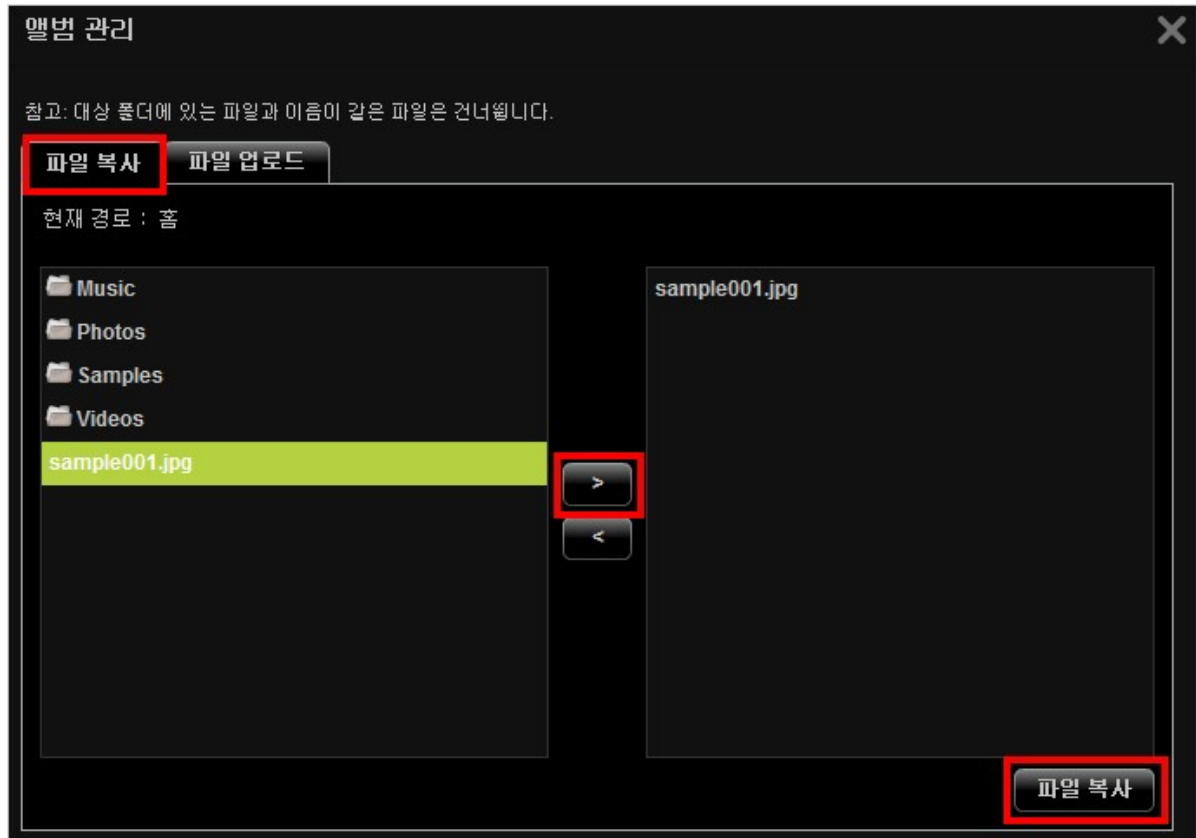 앨범 관리
참고: 대상 폴더에 있는 파일과 이름이 같은 파일은 건너뜁니다.
파일 복사 파일 업로드
현재 경로 : 홈
Music
Photos
Samples
Videos
sample001.jpg
>
<
sample001.jpg
파일 복사